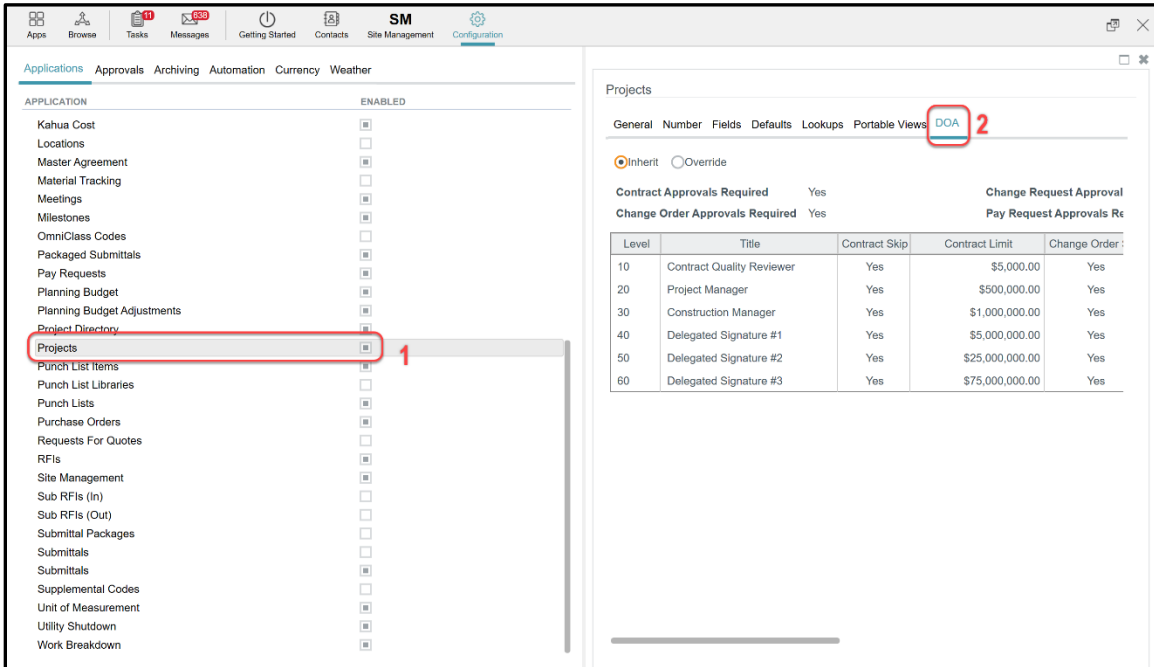 11
638
SM
Apps
Browse
Tasks
Messages
Getting Started
Contacts
Site Management
Configuration
Applications Approvals Archiving Automation Currency Weather
APPLICATION ENABLED
Kahua Cost
Locations
Master Agreement
Material Tracking
Meetings
Milestones
OmniClass Codes
Packaged Submittals
Pay Requests
Planning Budget
Planning Budget Adjustments
Project Directory
Projects
1
Punch List Items
Punch List Libraries
Punch Lists
Purchase Orders
Requests For Quotes
RFIs
Site Management
Sub RFIs (In)
Sub RFIs (Out)
Submittal Packages
Submittals
Submittals
Supplemental Codes
Unit of Measurement
Utility Shutdown
Work Breakdown
Projects
General Number Fields Defaults Lookups Portable Views DOA 2
Inherit Override
Contract Approvals Required Yes Change Request Approval
Change Order Approvals Required Yes Pay Request Approvals Re
Level Title Contract Skip Contract Limit Change Order
10 Contract Quality Reviewer Yes $5,000.00 Yes
20 Project Manager Yes $500,000.00 Yes
30 Construction Manager Yes $1,000,000.00 Yes
40 Delegated Signature #1 Yes $5,000,000.00 Yes
50 Delegated Signature #2 Yes $25,000,000.00 Yes
60 Delegated Signature #3 Yes $75,000,000.00 Yes